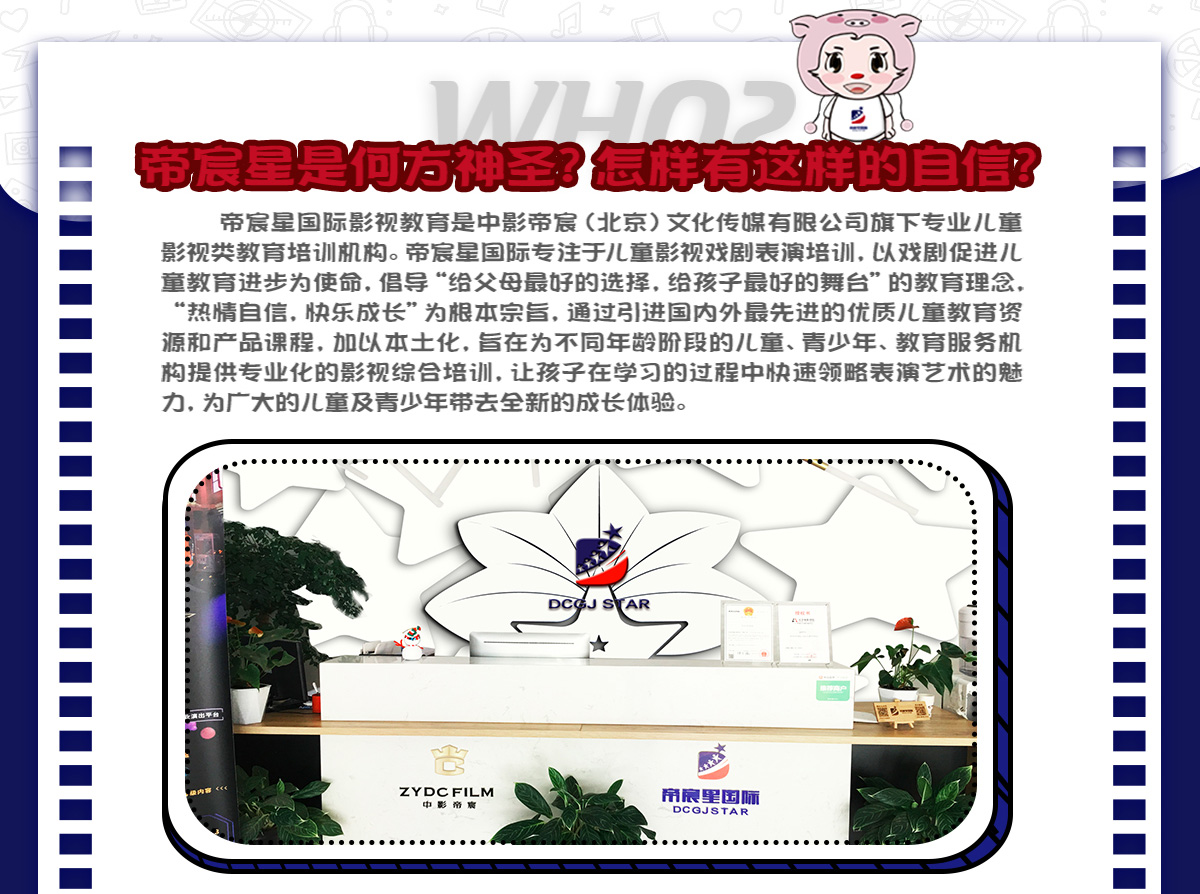 WHO?
帝宸星是何方神圣？怎样有这样的自信？
帝宸星国际影视教育是中影帝宸（北京）文化传媒有限公司旗下专业儿童
影视类教育培训机构。帝宸星国际专注于儿童影视戏剧表演培训，以戏剧促进儿
童教育进步为使命，倡导“给父母最好的选择，给孩子最好的舞台”的教育理念，
“热情自信，快乐成长”为根本宗旨，通过引进国内外最先进的优质儿童教育资
源和产品课程，加以本土化，旨在为不同年龄阶段的儿童、青少年、教育服务机
构提供专业化的影视综合培训，让孩子在学习的过程中快速领略表演艺术的魅
力，为广大的儿童及青少年带去全新的成长体验。
DCGJ STAR
演出平台
内容 <<<
ZYDC FILM
中影帝宸
帝宸星国际
DCGJSTAR